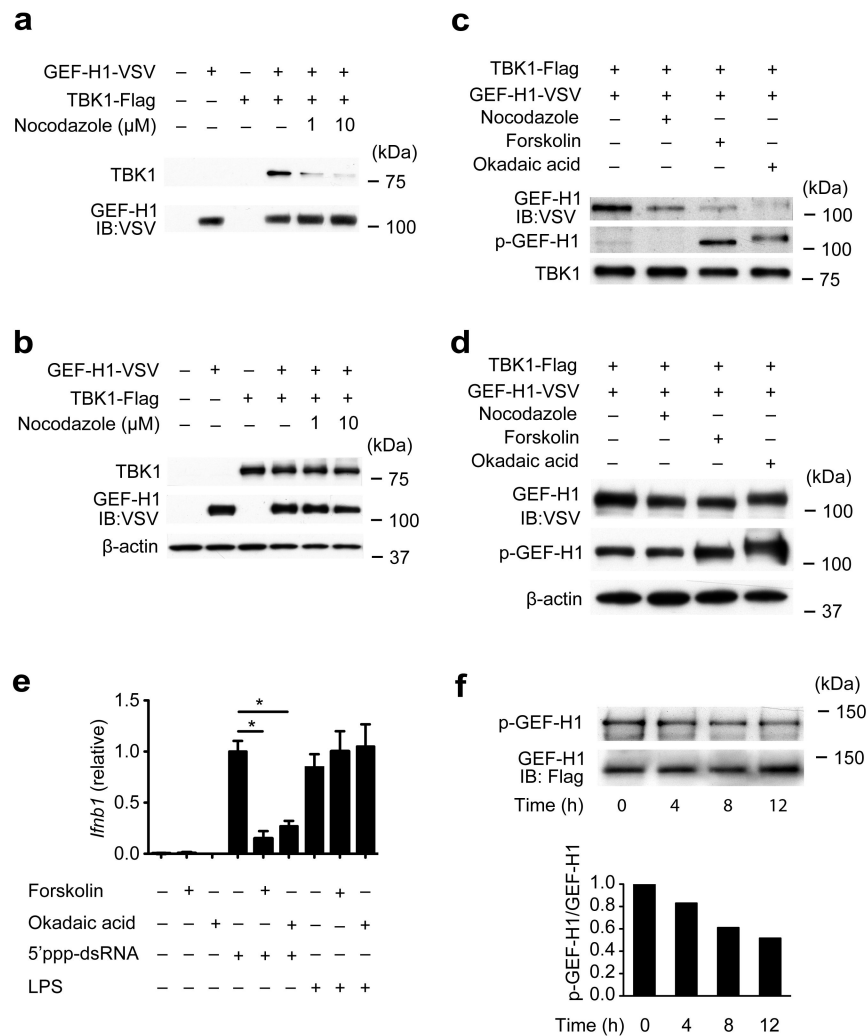 a
GEF-H1-VSV – + – + + +
TBK1-Flag – – + + + +
Nocodazole (µM) – – – – 1 10
(kDa)
TBK1
– 75
GEF-H1
IB:VSV
– 100
b
GEF-H1-VSV – + – + + +
TBK1-Flag – – + + + +
Nocodazole (µM) – – – – 1 10
(kDa)
TBK1
– 75
GEF-H1
IB:VSV
– 100
β-actin
– 37
c
TBK1-Flag + + + +
GEF-H1-VSV + + + +
Nocodazole – + – –
Forskolin – – + –
Okadaic acid – – – +
(kDa)
GEF-H1
IB:VSV
– 100
p-GEF-H1
– 100
TBK1
– 75
d
TBK1-Flag + + + +
GEF-H1-VSV + + + +
Nocodazole – + – –
Forskolin – – + –
Okadaic acid – – – +
(kDa)
GEF-H1
IB:VSV
– 100
p-GEF-H1
– 100
β-actin
– 37
e
Ifnb1 (relative)
1.5
1.0
0.5
0.0
*
*
Forskolin – + – – + – – + –
Okadaic acid – – + – – + – – +
5'ppp-dsRNA – – – + + + – – –
LPS – – – – – – + + +
f
(kDa)
p-GEF-H1
– 150
GEF-H1
IB: Flag
– 150
Time (h) 0 4 8 12
p-GEF-H1/GEF-H1
1.0
0.8
0.6
0.4
0.2
0.0
Time (h) 0 4 8 12